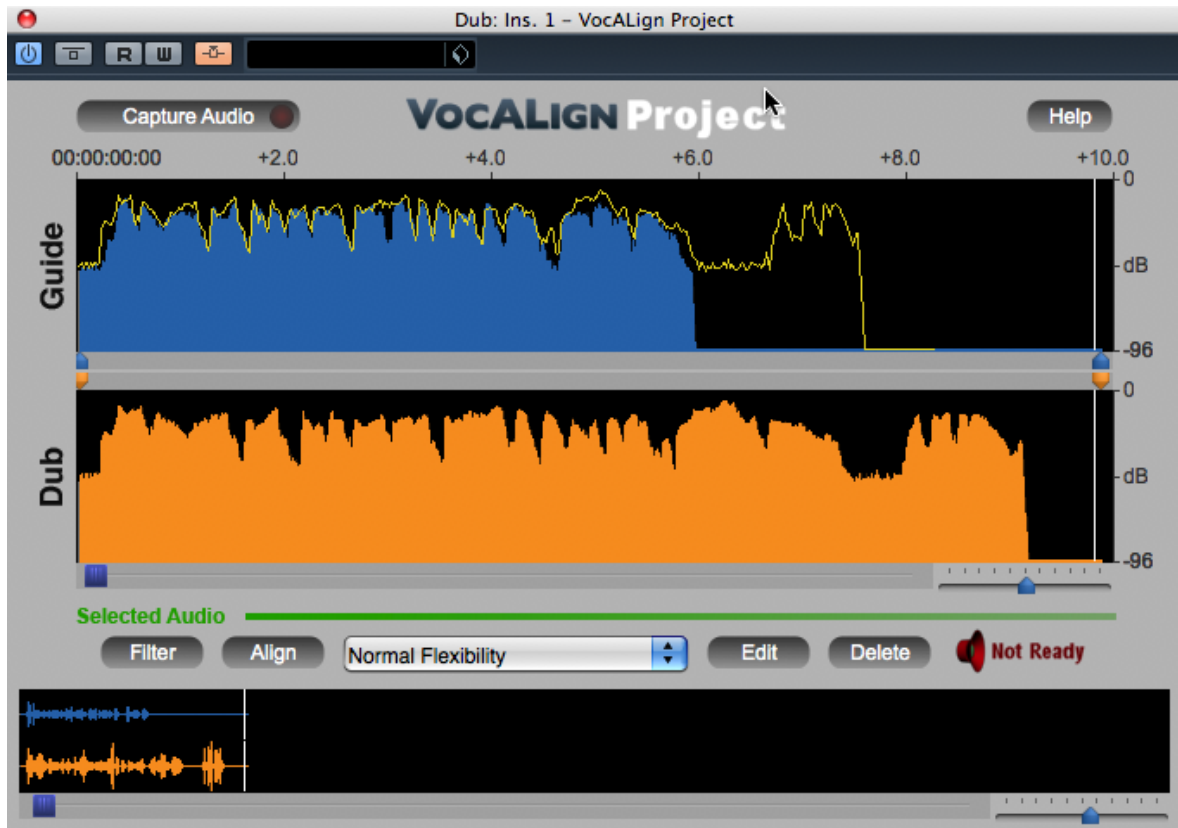 Dub: Ins. 1 – VocALign Project
R W
Capture Audio VOCALIGN Project Help
00:00:00:00 +2.0 +4.0 +6.0 +8.0 +10.0
0
Guide
dB
-96
0
Dub
dB
-96
Selected Audio
Filter Align Normal Flexibility Edit Delete Not Ready